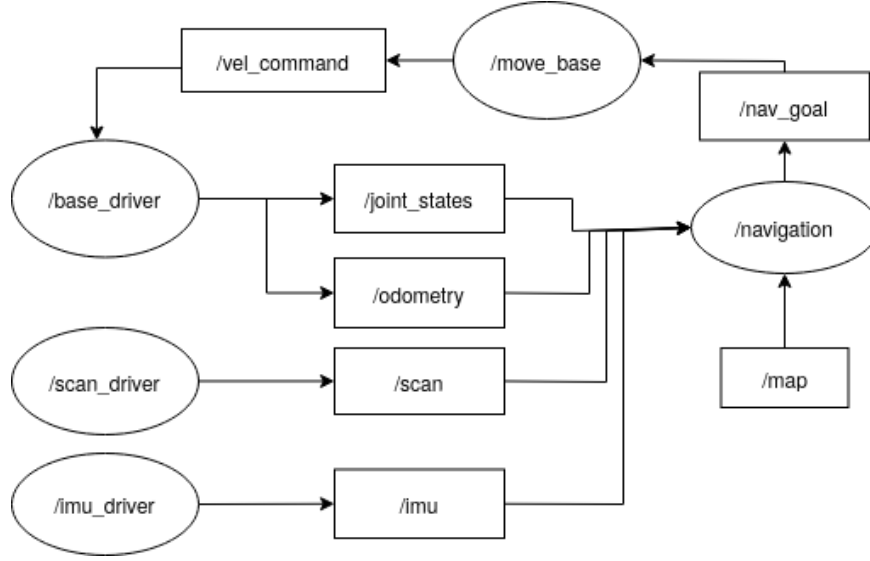 /vel_command
/move_base
/nav_goal
/base_driver
/joint_states
/navigation
/odometry
/scan_driver
/scan
/map
/imu_driver
/imu